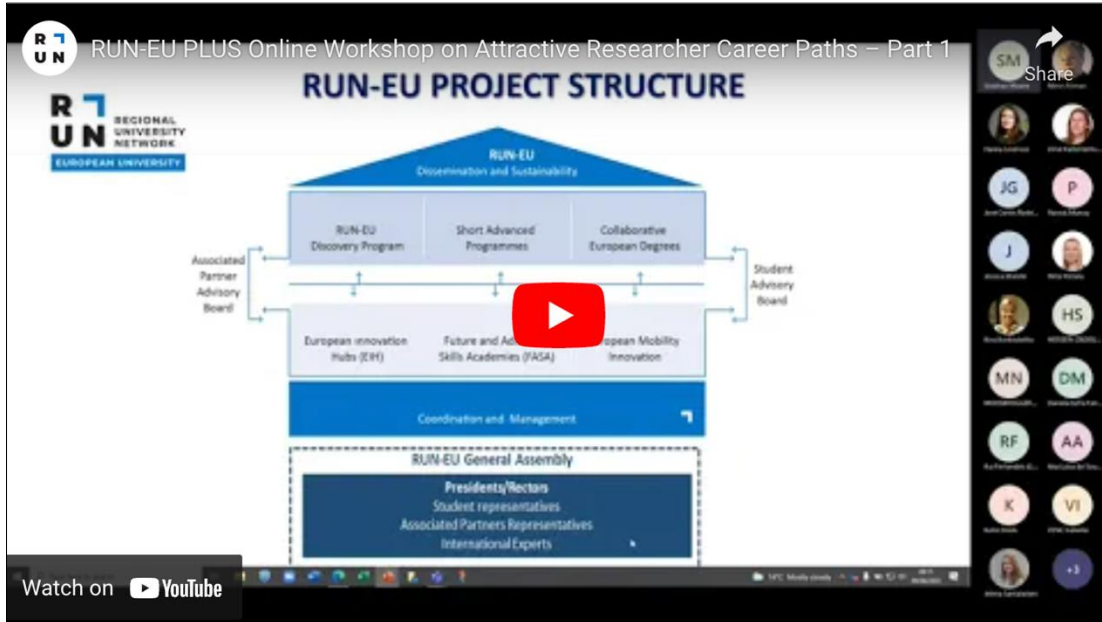 R
UN
RUN-EU PLUS Online Workshop on Attractive Researcher Career Paths – Part 1
Share
RUN-EU PROJECT STRUCTURE
R
UN
REGIONAL
UNIVERSITY
NETWORK
EUROPEAN UNIVERSITY
RUN-EU
Dissemination and Sustainability
RUN-EU
Discovery Program
Short Advanced
Programmes
Collaborative
European Degrees
Associated
Partner
Advisory
Board
Student
Advisory
Board
European Innovation
Hubs (EIH)
Future and Ad
Skills Academies (FASA)
opean Mobility
Innovation
Coordination and Management
RUN-EU General Assembly
Presidents/Rectors
Student representatives
Associated Partners Representatives
International Experts
SM
JG
P
J
HS
MN
DM
RF
AA
K
VI
+3
Watch on YouTube
14°C Mostly cloudy